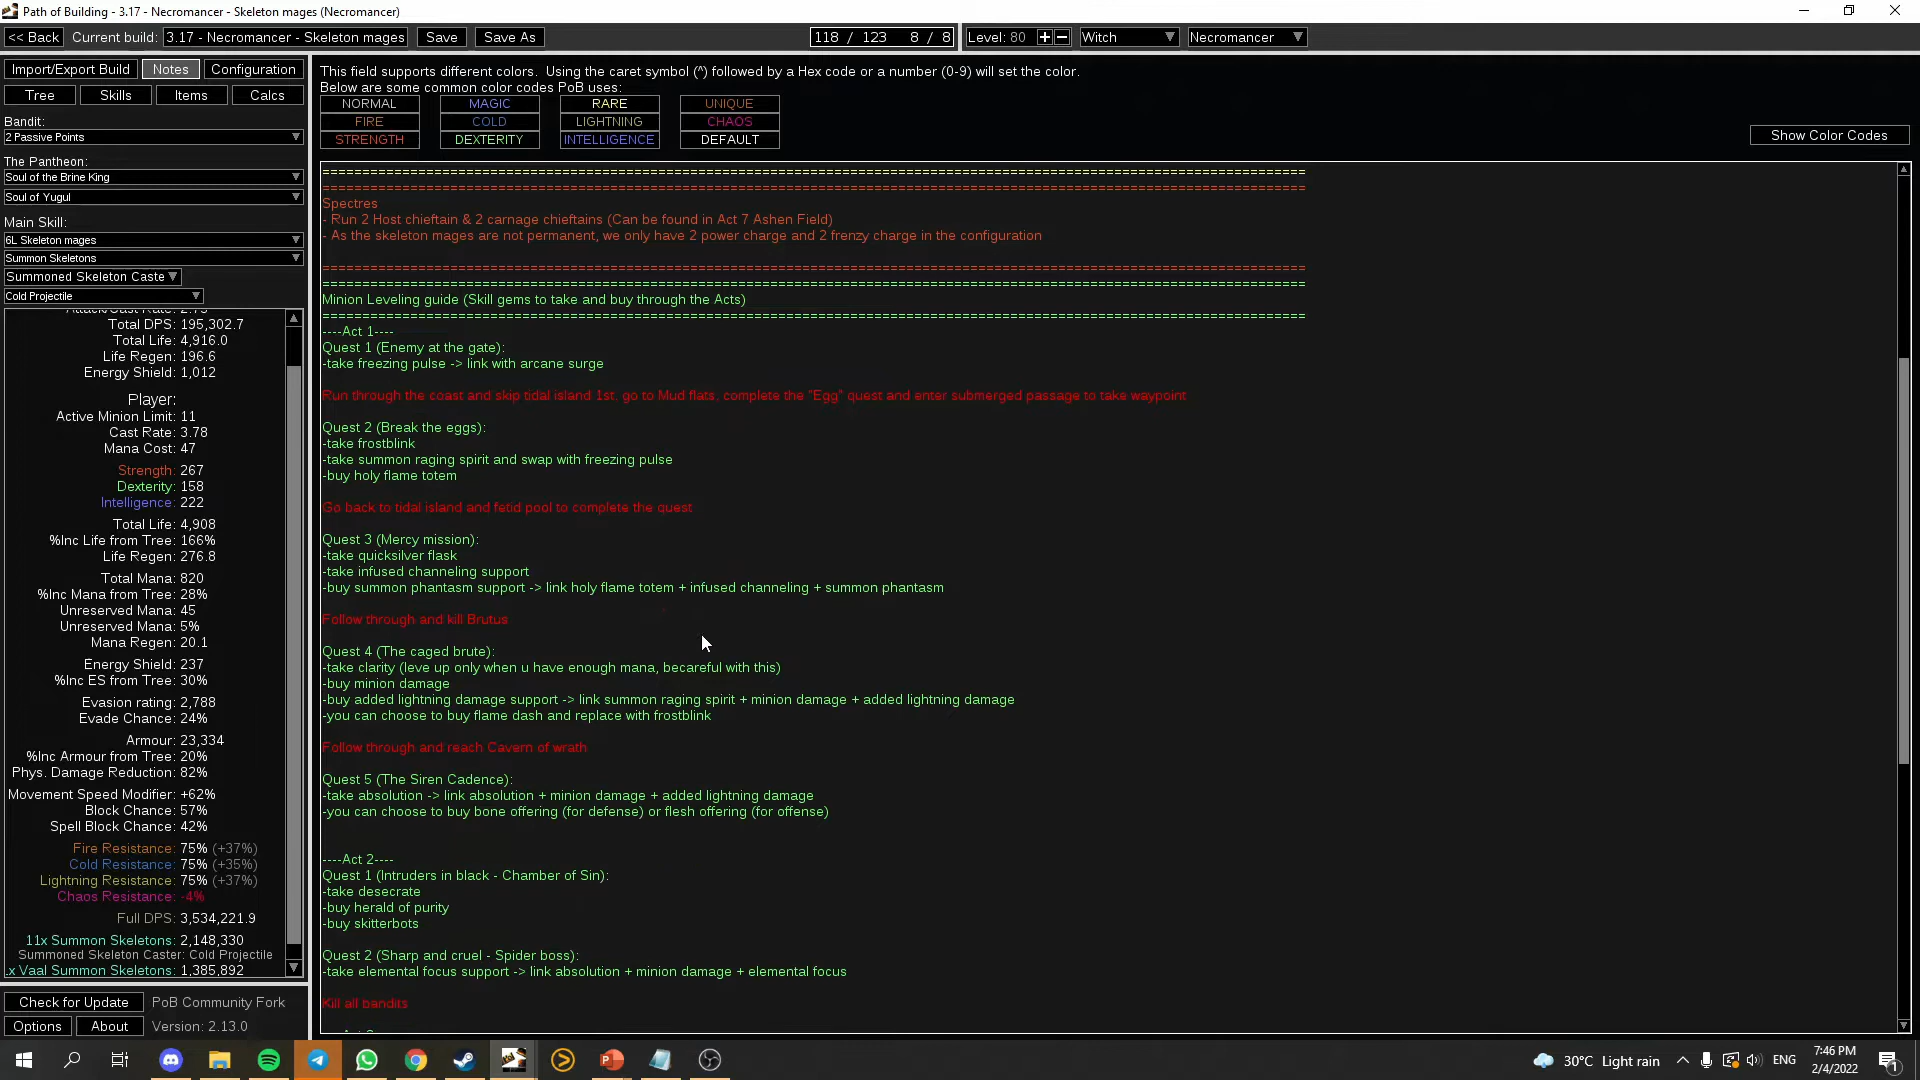 Path of Building - 3.17 - Necromancer - Skeleton mages (Necromancer)
<< Back Current build: 3.17 - Necromancer - Skeleton mages Save Save As 118 / 123 8 / 8 Level: 80 + - Witch Necromancer
Import/Export Build Notes Configuration
Tree Skills Items Calcs
Bandit:
2 Passive Points
The Pantheon:
Soul of the Brine King
Soul of Yugul
Main Skill:
6L Skeleton mages
Summon Skeletons
Summoned Skeleton Caste
Cold Projectile
Attack/Cast Rate: 2.75
Total DPS: 195,302.7
Total Life: 4,916.0
Life Regen: 196.6
Energy Shield: 1,012
Player:
Active Minion Limit: 11
Cast Rate: 3.78
Mana Cost: 47
Strength: 267
Dexterity: 158
Intelligence: 222
Total Life: 4,908
%Inc Life from Tree: 166%
Life Regen: 276.8
Total Mana: 820
%Inc Mana from Tree: 28%
Unreserved Mana: 45
Unreserved Mana: 5%
Mana Regen: 20.1
Energy Shield: 237
%Inc ES from Tree: 30%
Evasion rating: 2,788
Evade Chance: 24%
Armour: 23,334
%Inc Armour from Tree: 20%
Phys. Damage Reduction: 82%
Movement Speed Modifier: +62%
Block Chance: 57%
Spell Block Chance: 42%
Fire Resistance: 75% (+37%)
Cold Resistance: 75% (+35%)
Lightning Resistance: 75% (+37%)
Chaos Resistance: -4%
Full DPS: 3,534,221.9
11x Summon Skeletons: 2,148,330
Summoned Skeleton Caster: Cold Projectile
.x Vaal Summon Skeletons: 1,385,892
Check for Update PoB Community Fork
Options About Version: 2.13.0
This field supports different colors. Using the caret symbol (^) followed by a Hex code or a number (0-9) will set the color.
Below are some common color codes PoB uses:
NORMAL MAGIC RARE UNIQUE
FIRE COLD LIGHTNING CHAOS
STRENGTH DEXTERITY INTELLIGENCE DEFAULT
Show Color Codes
Spectres
- Run 2 Host chieftain & 2 carnage chieftains (Can be found in Act 7 Ashen Field)
- As the skeleton mages are not permanent, we only have 2 power charge and 2 frenzy charge in the configuration
Minion Leveling guide (Skill gems to take and buy through the Acts)
----Act 1----
Quest 1 (Enemy at the gate):
-take freezing pulse -> link with arcane surge
Run through the coast and skip tidal island 1st, go to Mud flats, complete the "Egg" quest and enter submerged passage to take waypoint
Quest 2 (Break the eggs):
-take frostblink
-take summon raging spirit and swap with freezing pulse
-buy holy flame totem
Go back to tidal island and fetid pool to complete the quest
Quest 3 (Mercy mission):
-take quicksilver flask
-take infused channeling support
-buy summon phantasm support -> link holy flame totem + infused channeling + summon phantasm
Follow through and kill Brutus
Quest 4 (The caged brute):
-take clarity (leve up only when u have enough mana, becareful with this)
-buy minion damage
-buy added lightning damage support -> link summon raging spirit + minion damage + added lightning damage
-you can choose to buy flame dash and replace with frostblink
Follow through and reach Cavern of wrath
Quest 5 (The Siren Cadence):
-take absolution -> link absolution + minion damage + added lightning damage
-you can choose to buy bone offering (for defense) or flesh offering (for offense)
----Act 2----
Quest 1 (Intruders in black - Chamber of Sin):
-take desecrate
-buy herald of purity
-buy skitterbots
Quest 2 (Sharp and cruel - Spider boss):
-take elemental focus support -> link absolution + minion damage + elemental focus
Kill all bandits
30°C Light rain ENG 7:46 PM
2/4/2022 1